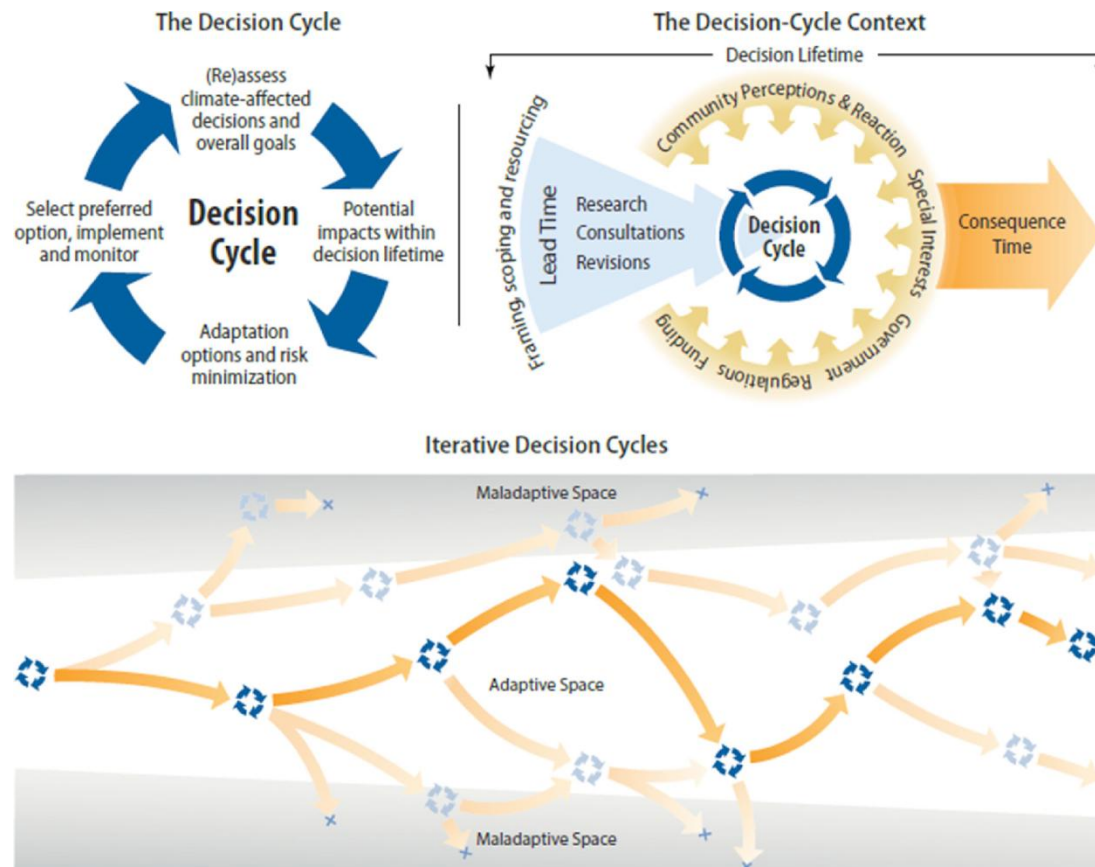 The Decision Cycle
(Re)assess
climate-affected
decisions and
overall goals
Select preferred
option, implement
and monitor
Decision
Cycle
Potential
impacts within
decision lifetime
Adaptation
options and risk
minimization
The Decision-Cycle Context
Decision Lifetime
Framing, scoping and resourcing
Lead Time
Research
Consultations
Revisions
Decision
Cycle
Community Perceptions & Reaction
Special Interests
Government
Regulations
Funding
Consequence
Time
Iterative Decision Cycles
Maladaptive Space
Adaptive Space
Maladaptive Space